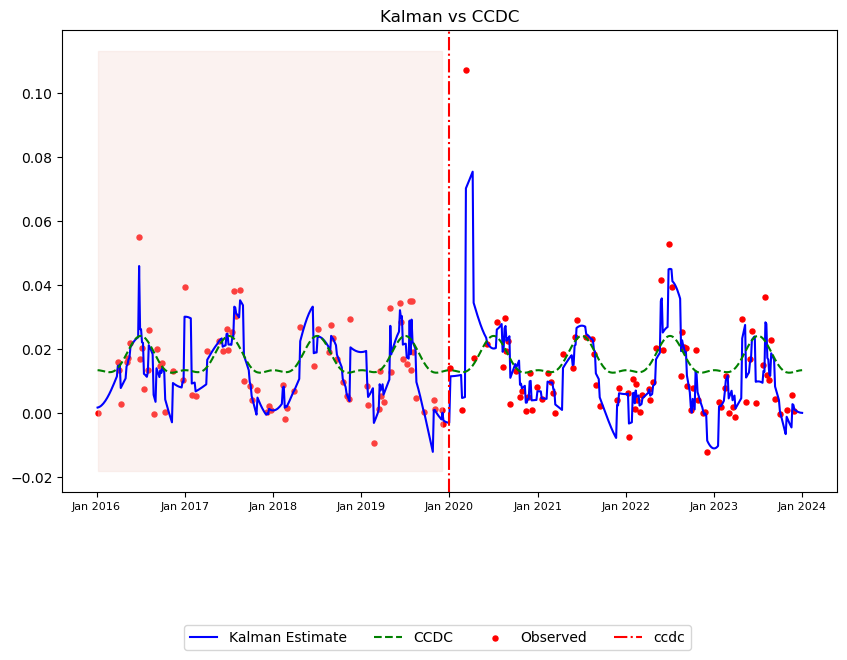 Kalman vs CCDC
0.10
0.08
0.06
0.04
0.02
0.00
−0.02
Jan 2016 Jan 2017 Jan 2018 Jan 2019 Jan 2020 Jan 2021 Jan 2022 Jan 2023 Jan 2024
Kalman Estimate CCDC Observed ccdc